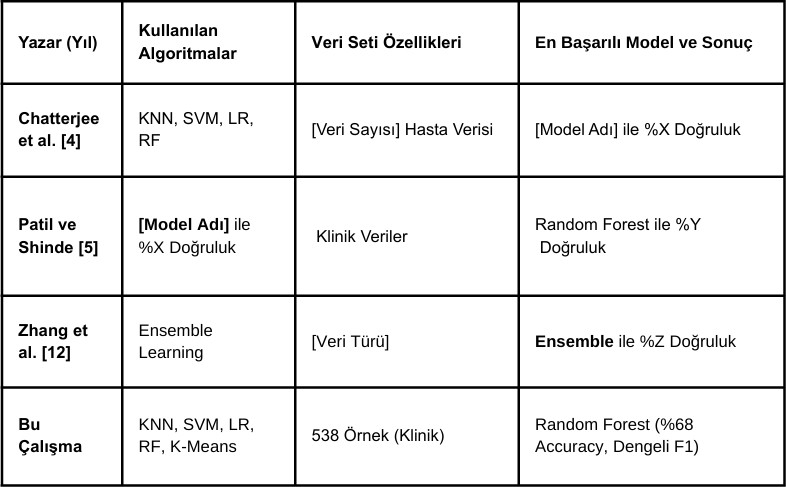 Yazar (Yıl)
Kullanılan
Algoritmalar
Veri Seti Özellikleri
En Başarılı Model ve Sonuç
Chatterjee
et al. [4]
KNN, SVM, LR,
RF
[Veri Sayısı] Hasta Verisi
[Model Adı] ile %X Doğruluk
Patil ve
Shinde [5]
[Model Adı] ile
%X Doğruluk
Klinik Veriler
Random Forest ile %Y
Doğruluk
Zhang et
al. [12]
Ensemble
Learning
[Veri Türü]
Ensemble ile %Z Doğruluk
Bu
Çalışma
KNN, SVM, LR,
RF, K-Means
538 Örnek (Klinik)
Random Forest (%68
Accuracy, Dengeli F1)